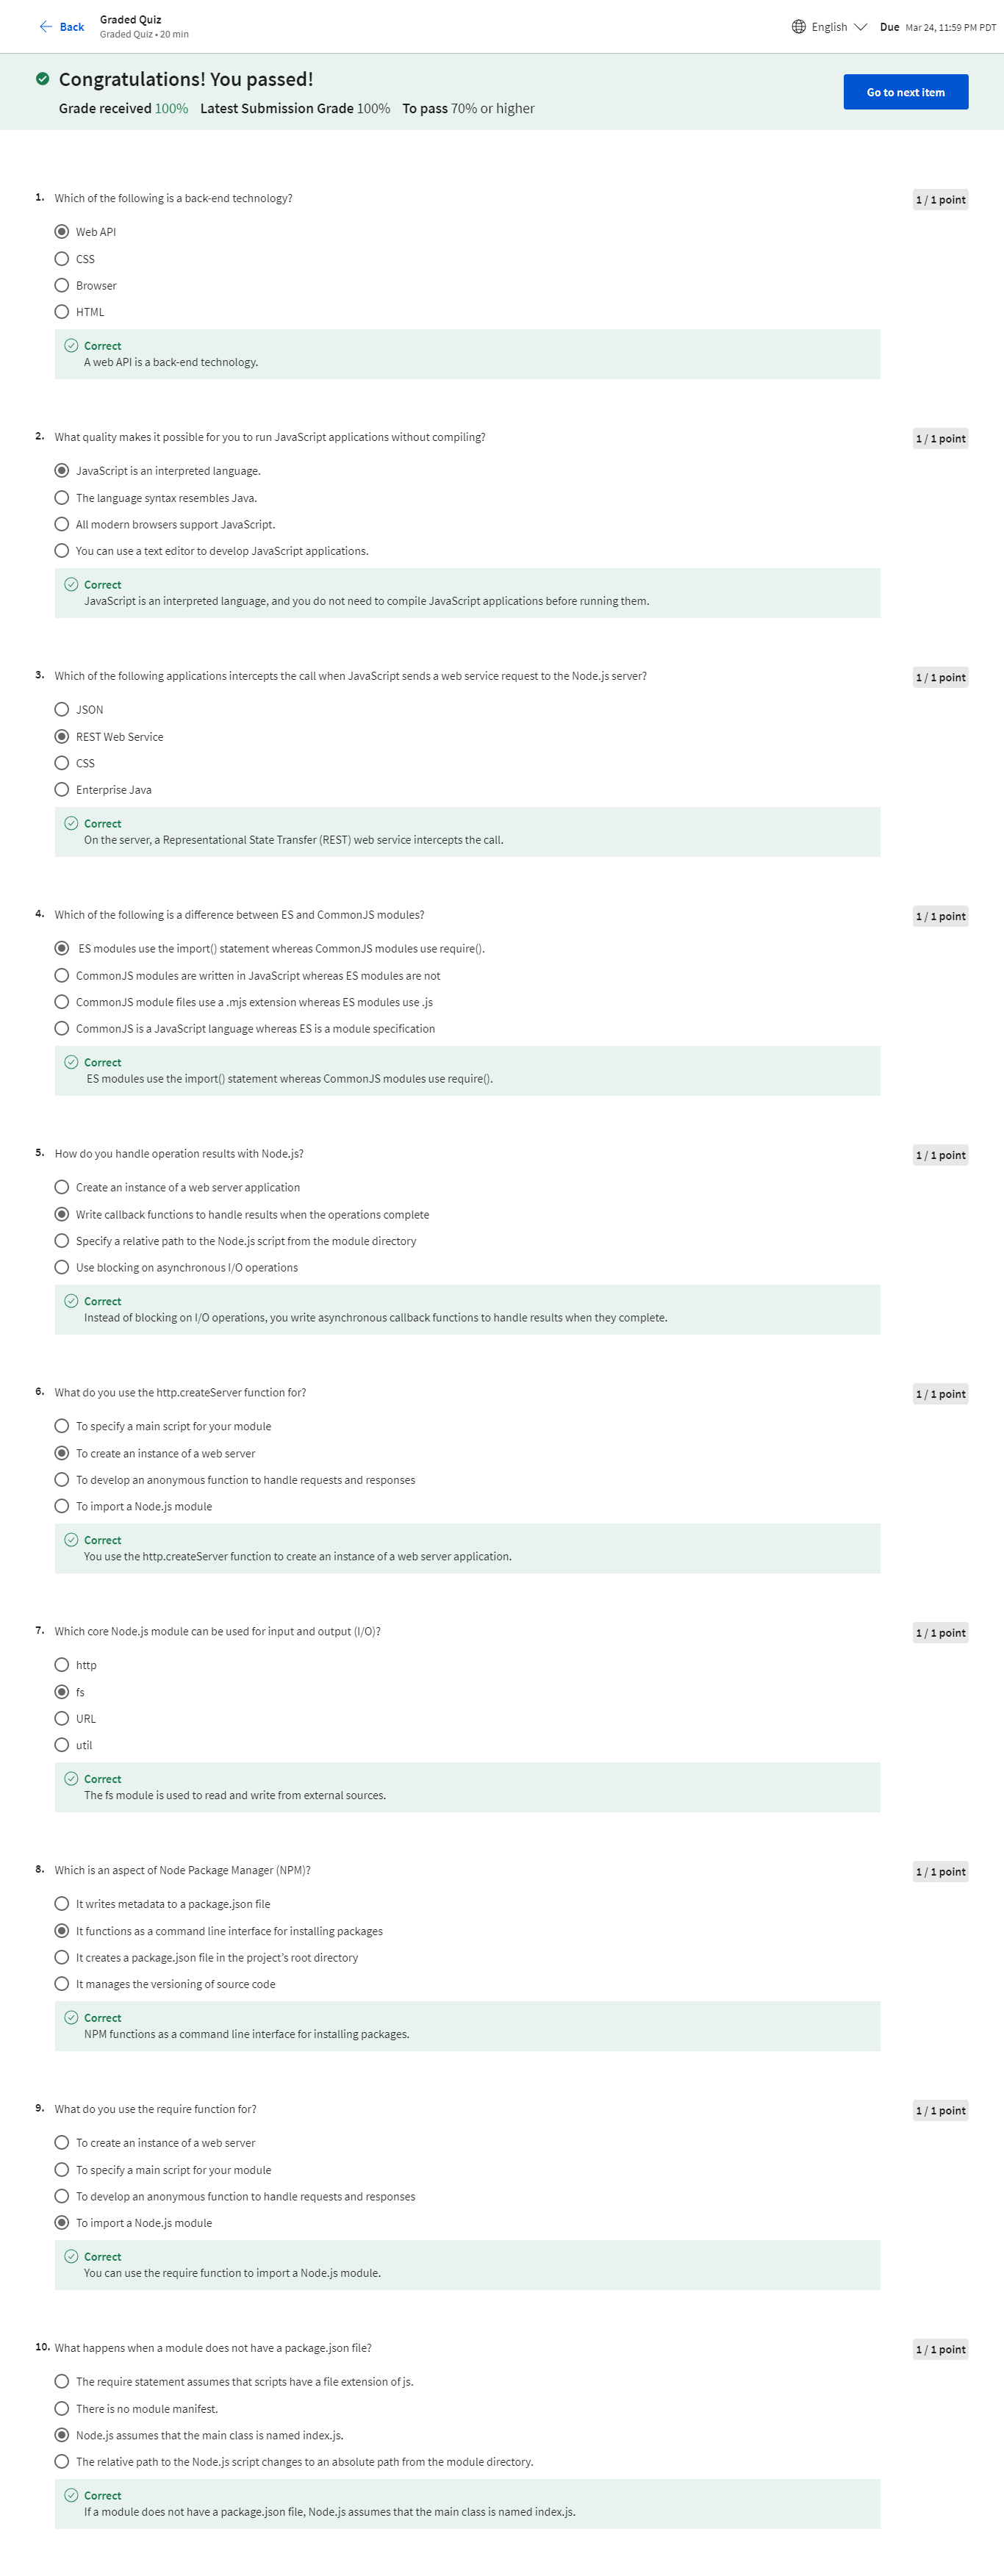 Back
Graded Quiz
Graded Quiz • 20 min
English
Due Mar 24, 11:59 PM PDT
Congratulations! You passed!
Grade received 100% Latest Submission Grade 100% To pass 70% or higher
Go to next item
1. Which of the following is a back-end technology?
1 / 1 point
Web API
CSS
Browser
HTML
Correct
A web API is a back-end technology.
2. What quality makes it possible for you to run JavaScript applications without compiling?
1 / 1 point
JavaScript is an interpreted language.
The language syntax resembles Java.
All modern browsers support JavaScript.
You can use a text editor to develop JavaScript applications.
Correct
JavaScript is an interpreted language, and you do not need to compile JavaScript applications before running them.
3. Which of the following applications intercepts the call when JavaScript sends a web service request to the Node.js server?
1 / 1 point
JSON
REST Web Service
CSS
Enterprise Java
Correct
On the server, a Representational State Transfer (REST) web service intercepts the call.
4. Which of the following is a difference between ES and CommonJS modules?
1 / 1 point
ES modules use the import() statement whereas CommonJS modules use require().
CommonJS modules are written in JavaScript whereas ES modules are not
CommonJS module files use a .mjs extension whereas ES modules use .js
CommonJS is a JavaScript language whereas ES is a module specification
Correct
ES modules use the import() statement whereas CommonJS modules use require().
5. How do you handle operation results with Node.js?
1 / 1 point
Create an instance of a web server application
Write callback functions to handle results when the operations complete
Specify a relative path to the Node.js script from the module directory
Use blocking on asynchronous I/O operations
Correct
Instead of blocking on I/O operations, you write asynchronous callback functions to handle results when they complete.
6. What do you use the http.createServer function for?
1 / 1 point
To specify a main script for your module
To create an instance of a web server
To develop an anonymous function to handle requests and responses
To import a Node.js module
Correct
You use the http.createServer function to create an instance of a web server application.
7. Which core Node.js module can be used for input and output (I/O)?
1 / 1 point
http
fs
URL
util
Correct
The fs module is used to read and write from external sources.
8. Which is an aspect of Node Package Manager (NPM)?
1 / 1 point
It writes metadata to a package.json file
It functions as a command line interface for installing packages
It creates a package.json file in the project's root directory
It manages the versioning of source code
Correct
NPM functions as a command line interface for installing packages.
9. What do you use the require function for?
1 / 1 point
To create an instance of a web server
To specify a main script for your module
To develop an anonymous function to handle requests and responses
To import a Node.js module
Correct
You can use the require function to import a Node.js module.
10. What happens when a module does not have a package.json file?
1 / 1 point
The require statement assumes that scripts have a file extension of js.
There is no module manifest.
Node.js assumes that the main class is named index.js.
The relative path to the Node.js script changes to an absolute path from the module directory.
Correct
If a module does not have a package.json file, Node.js assumes that the main class is named index.js.